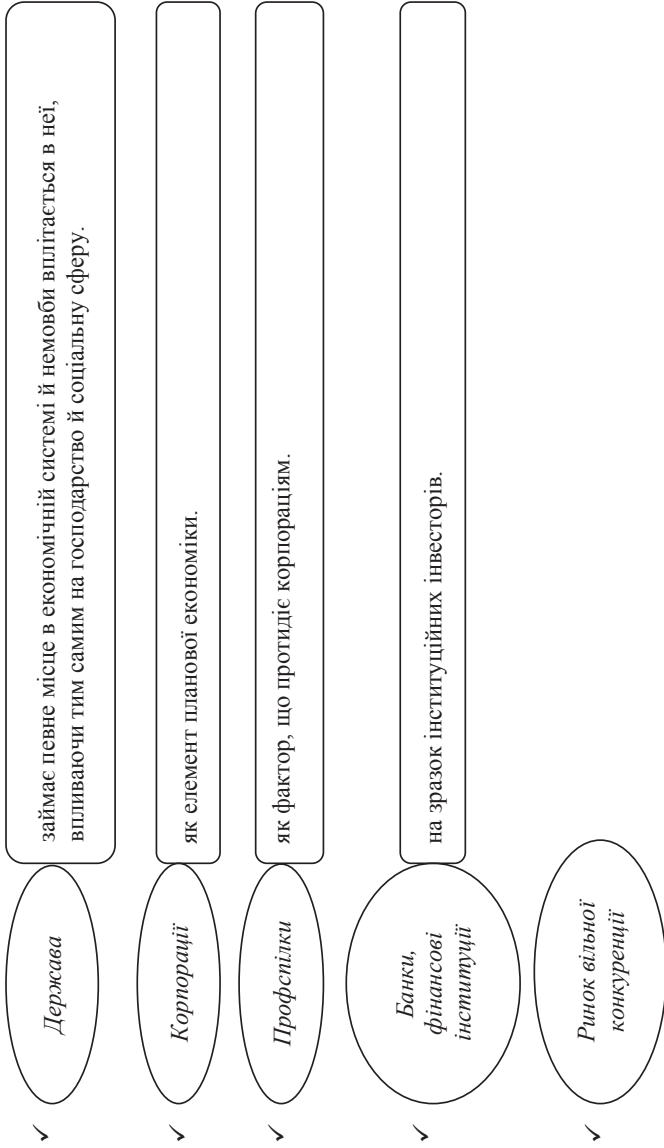 ✓ Держава
займає певне місце в економічній системі й немовби вплітається в неї,
впливаючи тим самим на господарство й соціальну сферу.
✓ Корпорації
як елемент планової економіки.
✓ Профспілки
як фактор, що протидіє корпораціям.
✓ Банки,
фінансові
інституції
на зразок інституційних інвесторів.
✓ Ринок вільної
конкуренції